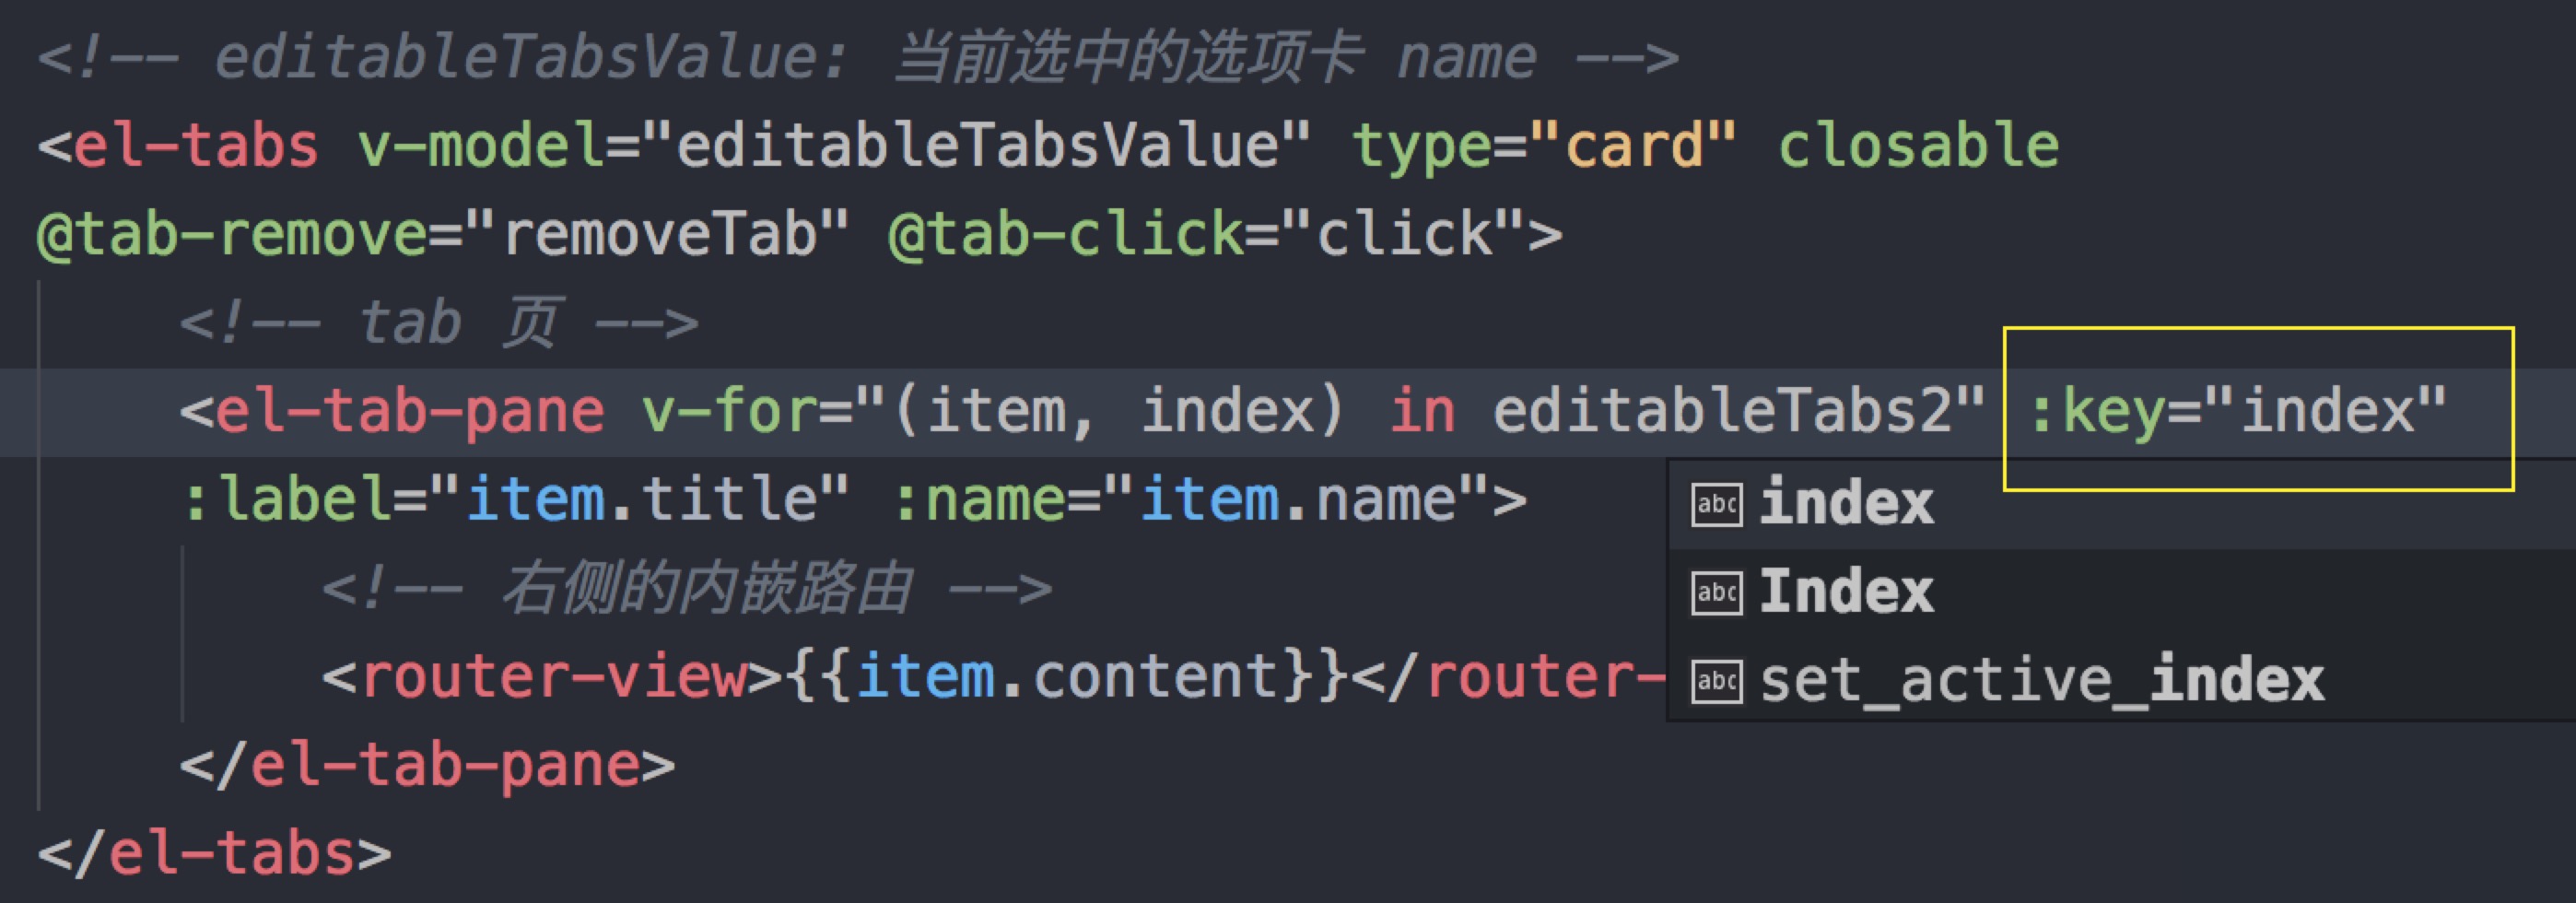 <!-- editableTabsValue: 当前选中的选项卡 name -->
<el-tabs v-model="editableTabsValue" type="card" closable
@tab-remove="removeTab" @tab-click="click">
<!-- tab 页 -->
<el-tab-pane v-for="(item, index) in editableTabs2" :key="index"
:label="item.title" :name="item.name">
abc index
<!-- 右侧的内嵌路由 -->
abc Index
<router-view>{{item.content}}</router-
abc set_active_index
</el-tab-pane>
</el-tabs>